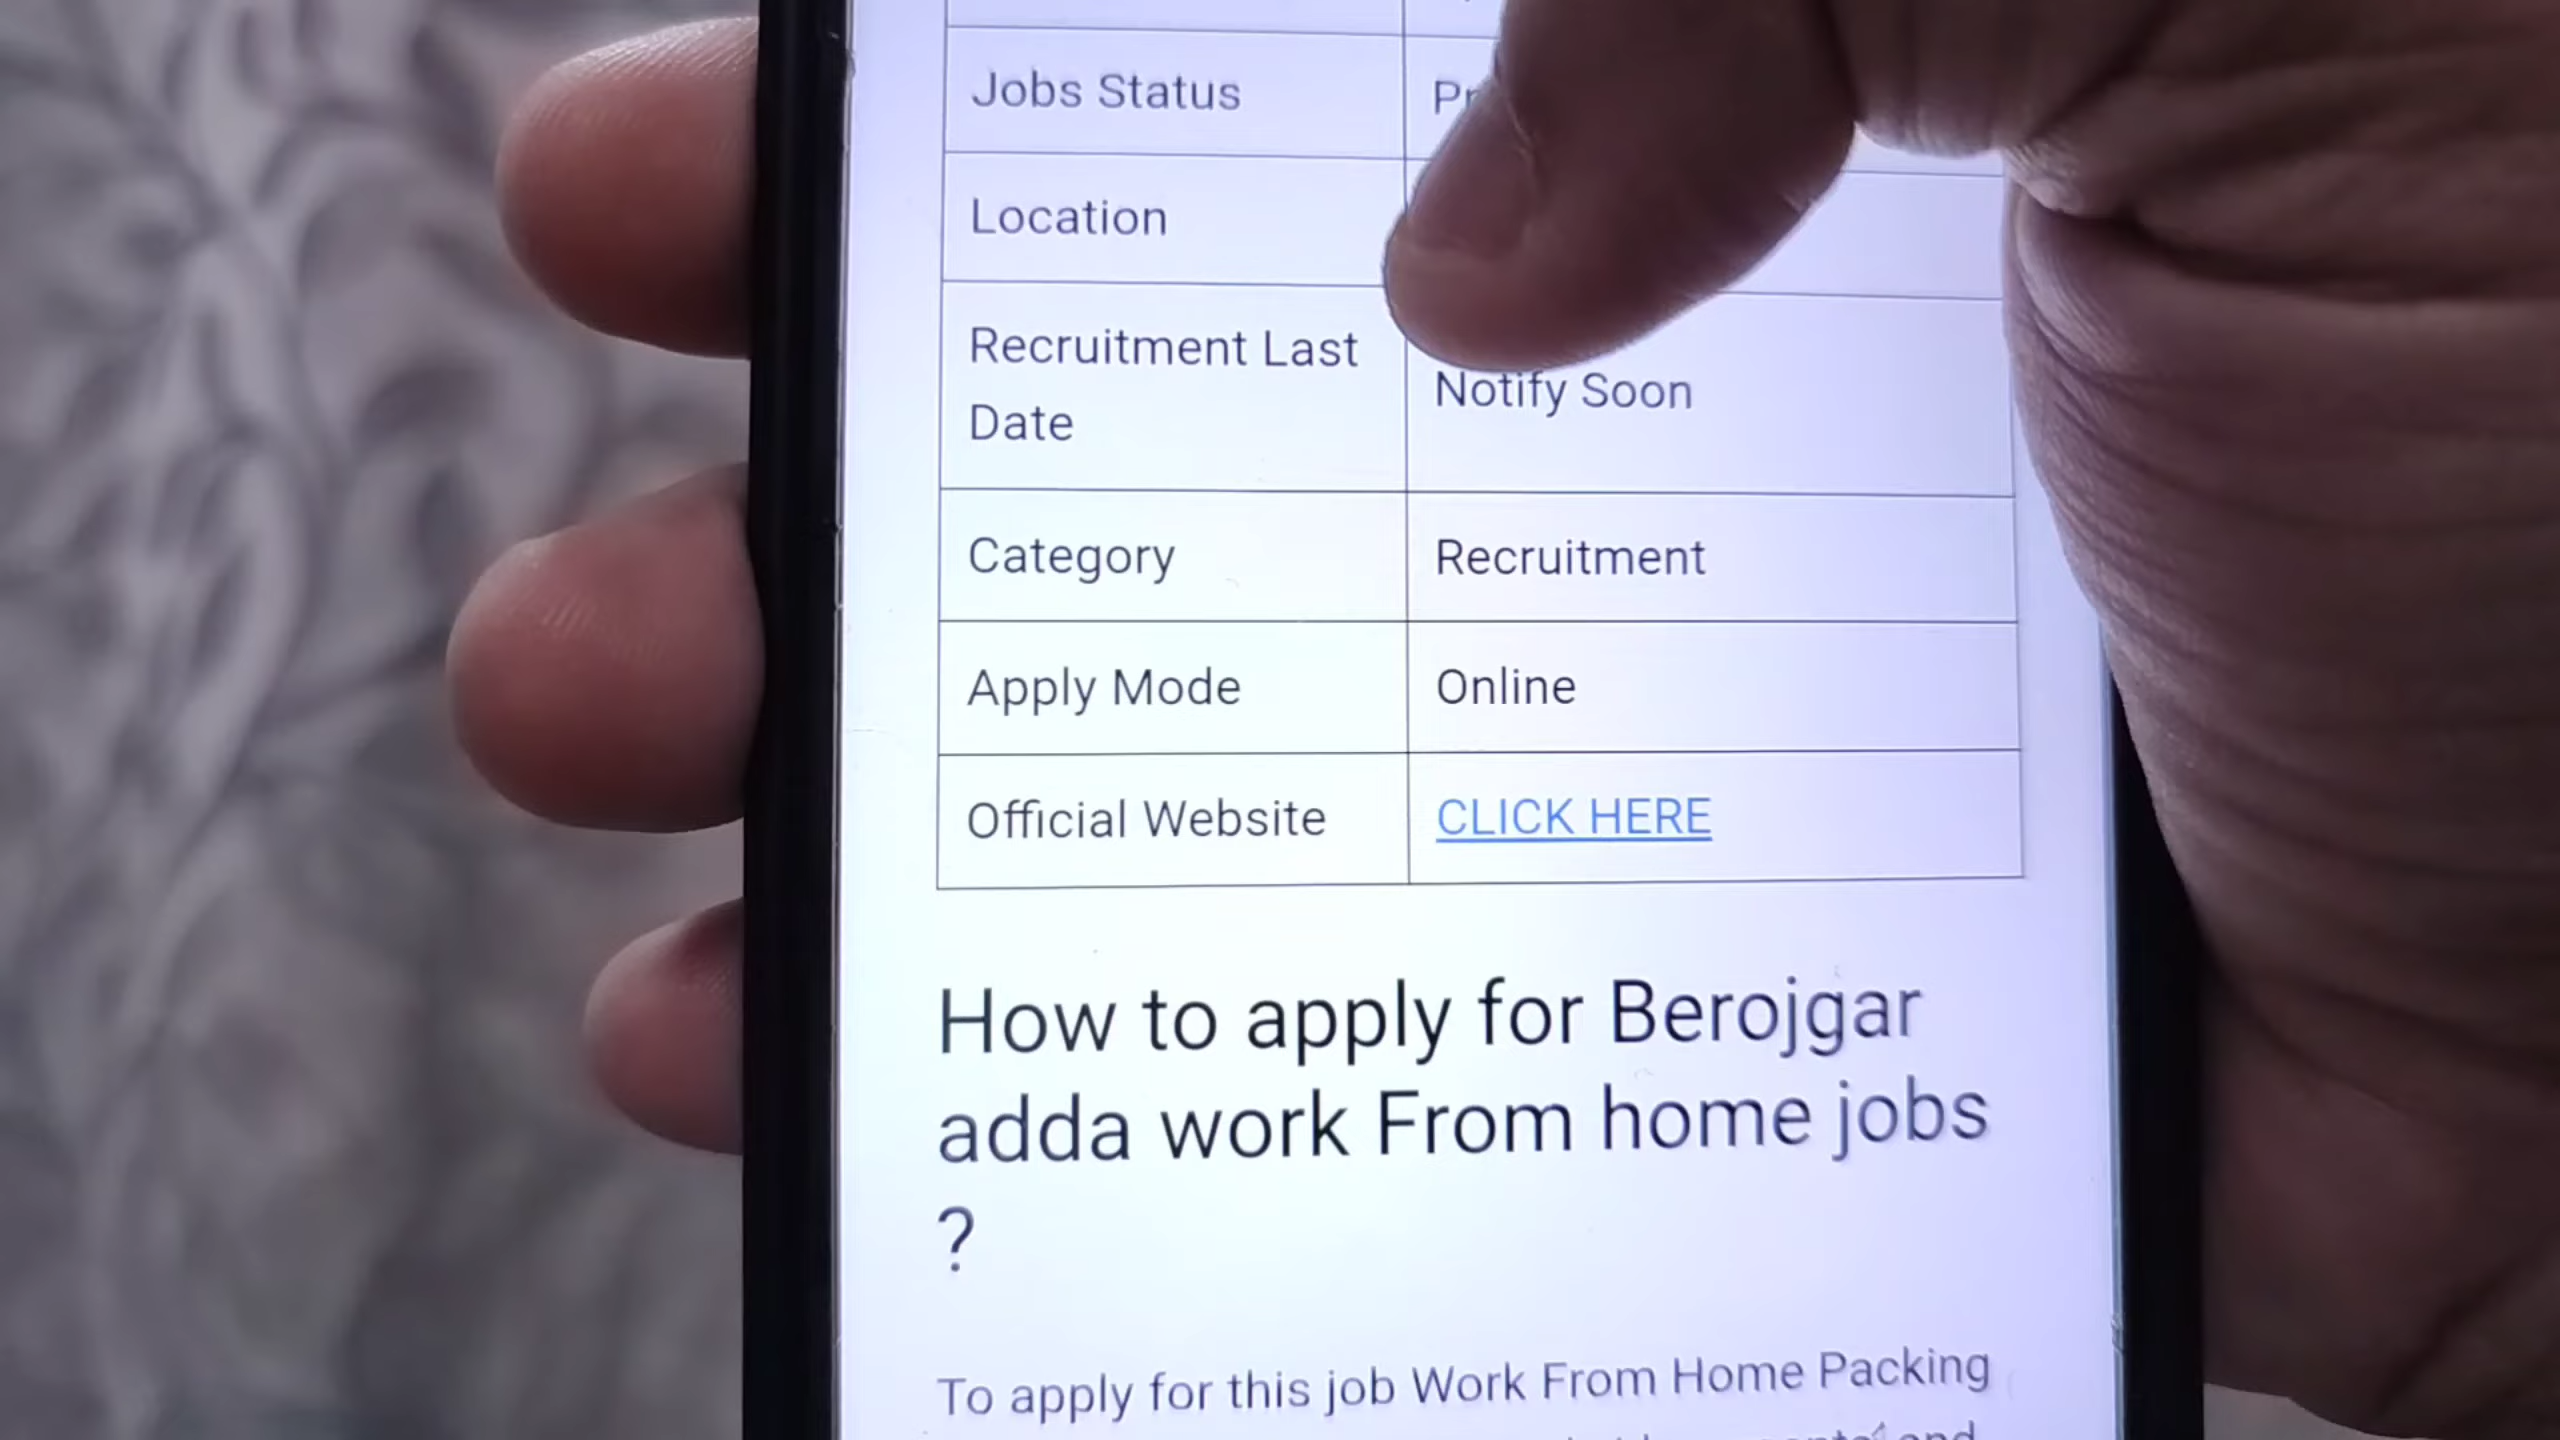 Jobs Status
Location
Recruitment Last
Date
Notify Soon
Category Recruitment
Apply Mode Online
Official Website CLICK HERE
How to apply for Berojgar
adda work From home jobs
?
To apply for this job Work From Home Packing
and